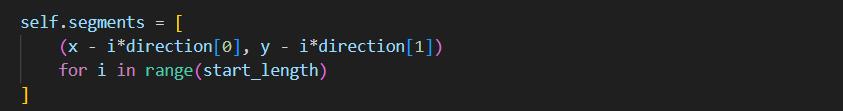 self.segments = [
(x - i*direction[0], y - i*direction[1])
for i in range(start_length)
]